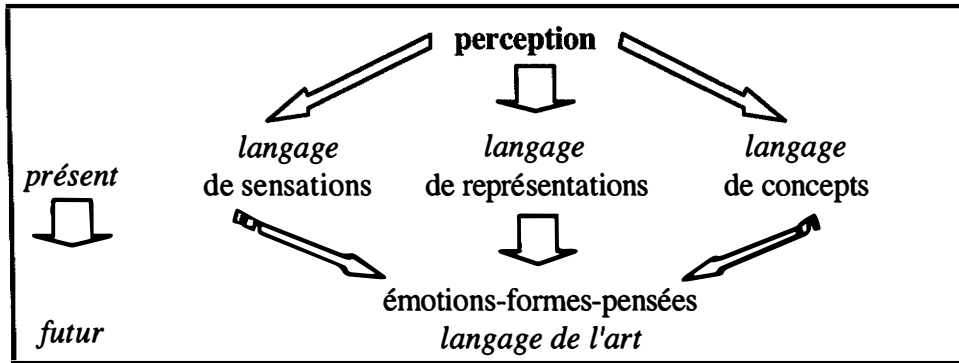 perception
langage langage langage
présent de sensations de représentations de concepts
émotions-formes-pensées
futur langage de l'art